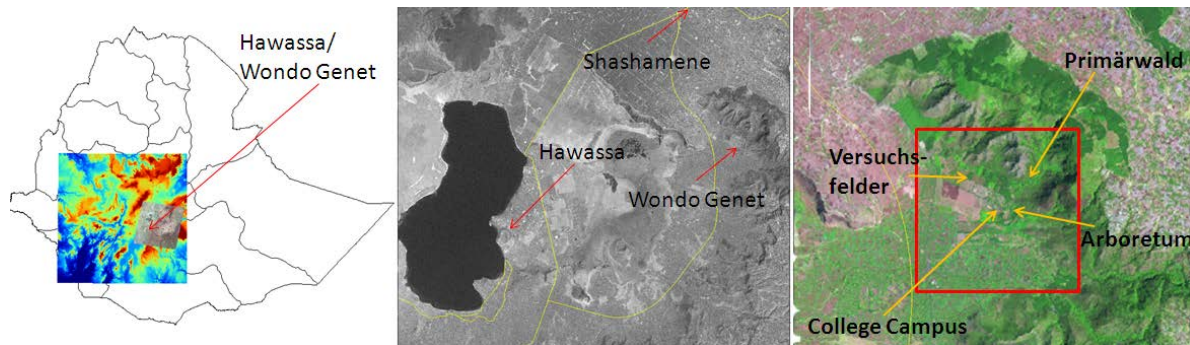 Hawassa/
Wondo Genet
Shashamene
Hawassa
Wondo Genet
Primärwald
Versuchs-
felder
Arboretum
College Campus